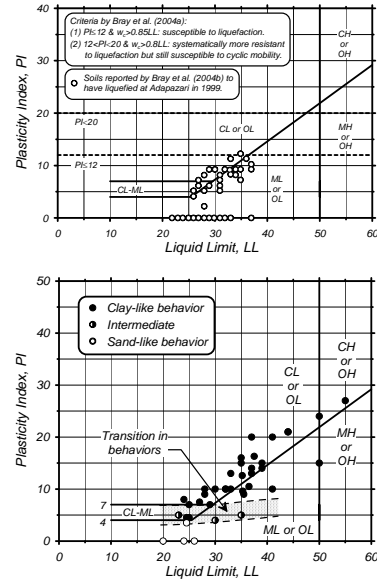 Criteria by Bray et al. (2004a):
(1) PI≤12 & wc>0.85LL: susceptible to liquefaction.
(2) 12<PI<20 & wc>0.8LL: systematically more resistant
to liquefaction but still susceptible to cyclic mobility.
Soils reported by Bray et al. (2004b) to
have liquefied at Adapazari in 1999.
CH
or
OH
PI<20
CL or OL
MH
or
OH
PI≤12
CL-ML
ML
or
OL
50
40
30
20
10
0
Plasticity Index, PI
0 10 20 30 40 50 60
Liquid Limit, LL
Clay-like behavior
Intermediate
Sand-like behavior
CL
or
OL
CH
or
OH
MH
or
OH
Transition in
behaviors
7
CL-ML
4
ML or OL
50
40
30
20
10
0
Plasticity Index, PI
0 10 20 30 40 50 60
Liquid Limit, LL